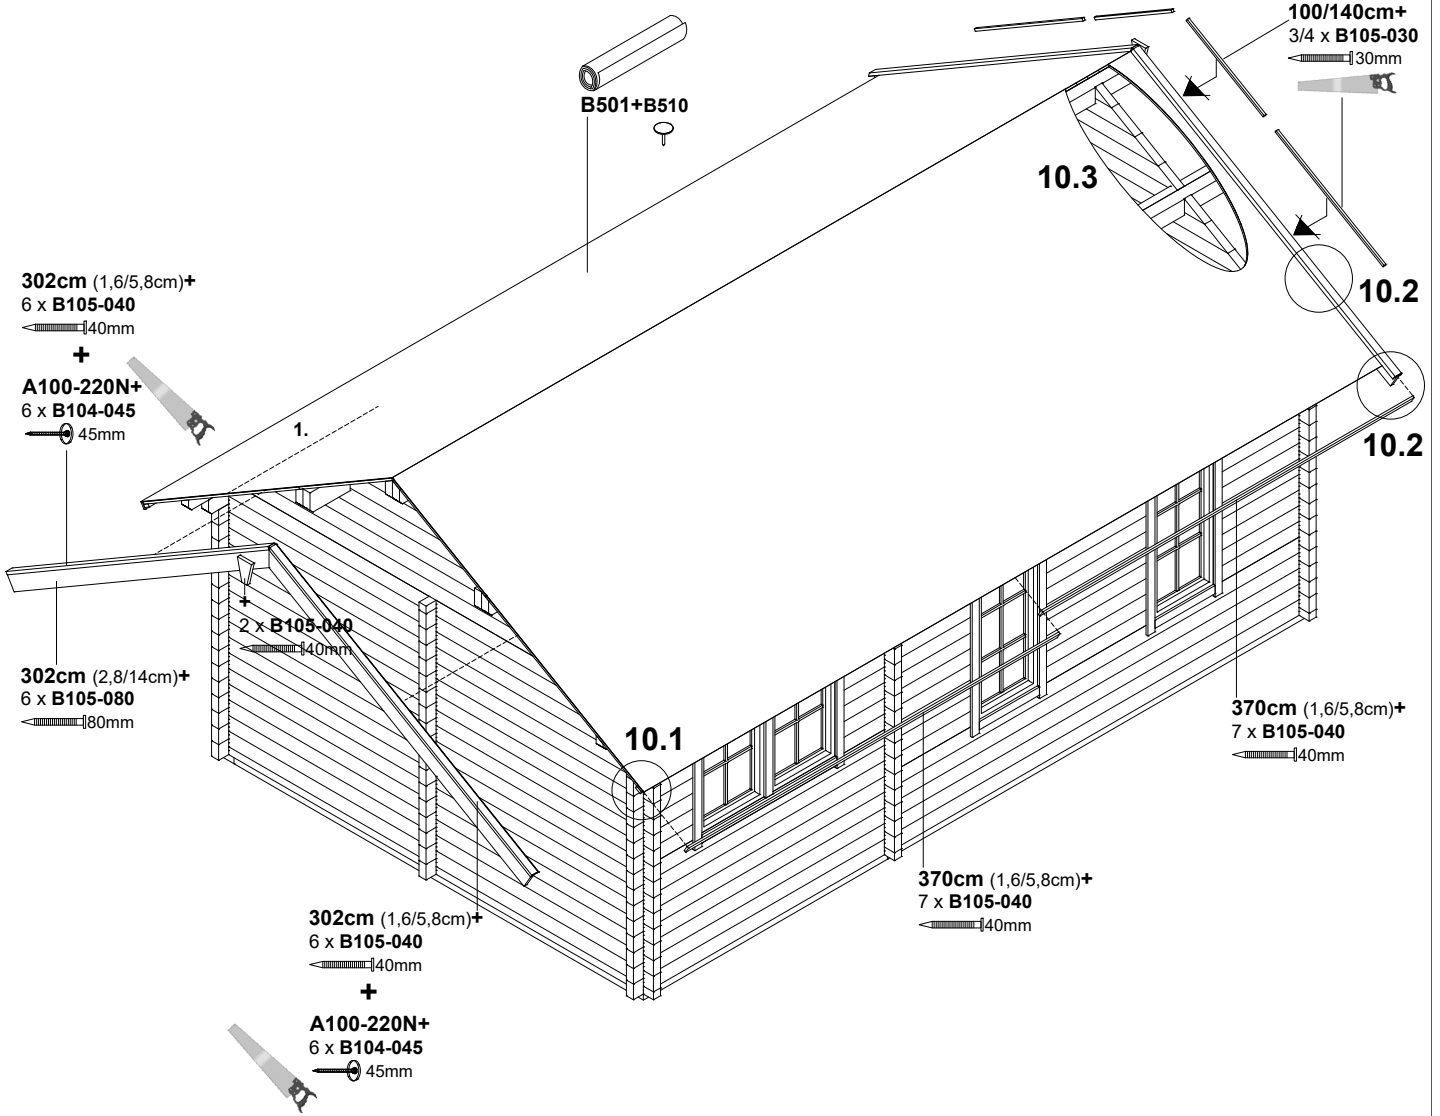 100/140cm+
3/4 x B105-030
30mm
B501+B510
10.3
302cm (1,6/5,8cm)+
6 x B105-040
40mm
+
A100-220N+
6 x B104-045
45mm
10.2
1.
10.2
+
2 x B105-040
40mm
302cm (2,8/14cm)+
6 x B105-080
80mm
10.1
370cm (1,6/5,8cm)+
7 x B105-040
40mm
370cm (1,6/5,8cm)+
7 x B105-040
40mm
302cm (1,6/5,8cm)+
6 x B105-040
40mm
+
A100-220N+
6 x B104-045
45mm